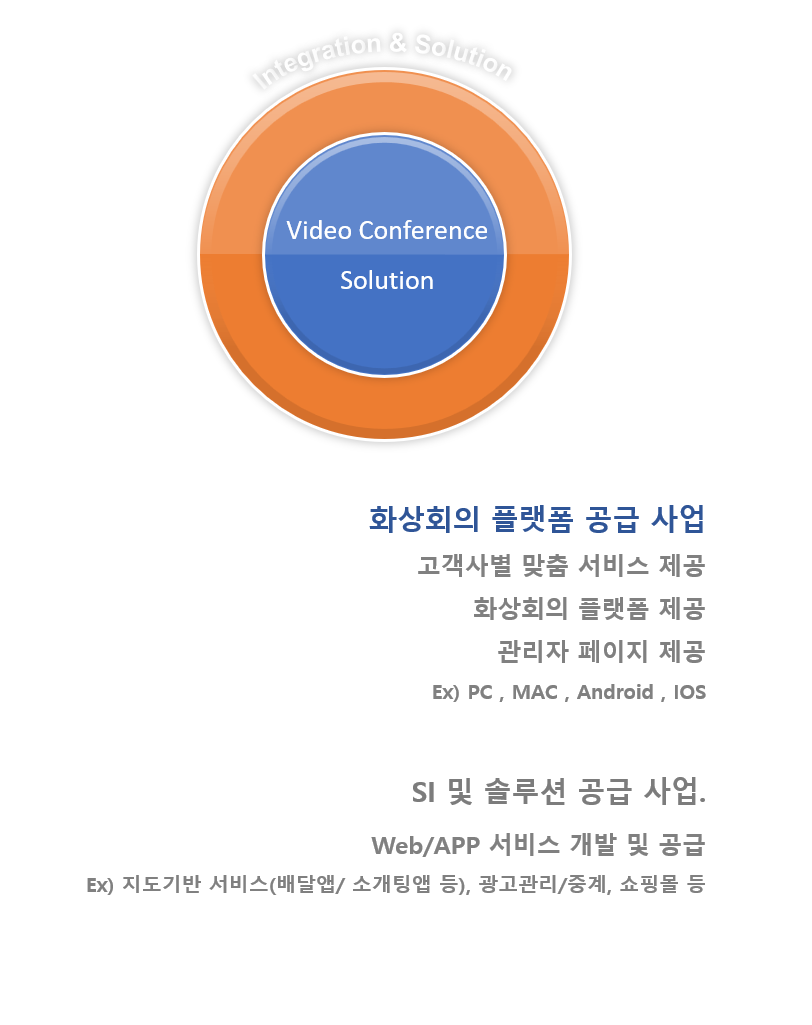 Integration & Solution
Video Conference
Solution
화상회의 플랫폼 공급 사업
고객사별 맞춤 서비스 제공
화상회의 플랫폼 제공
관리자 페이지 제공
Ex) PC , MAC , Android , IOS
SI 및 솔루션 공급 사업.
Web/APP 서비스 개발 및 공급
Ex) 지도기반 서비스(배달앱/ 소개팅앱 등), 광고관리/중계, 쇼핑몰 등